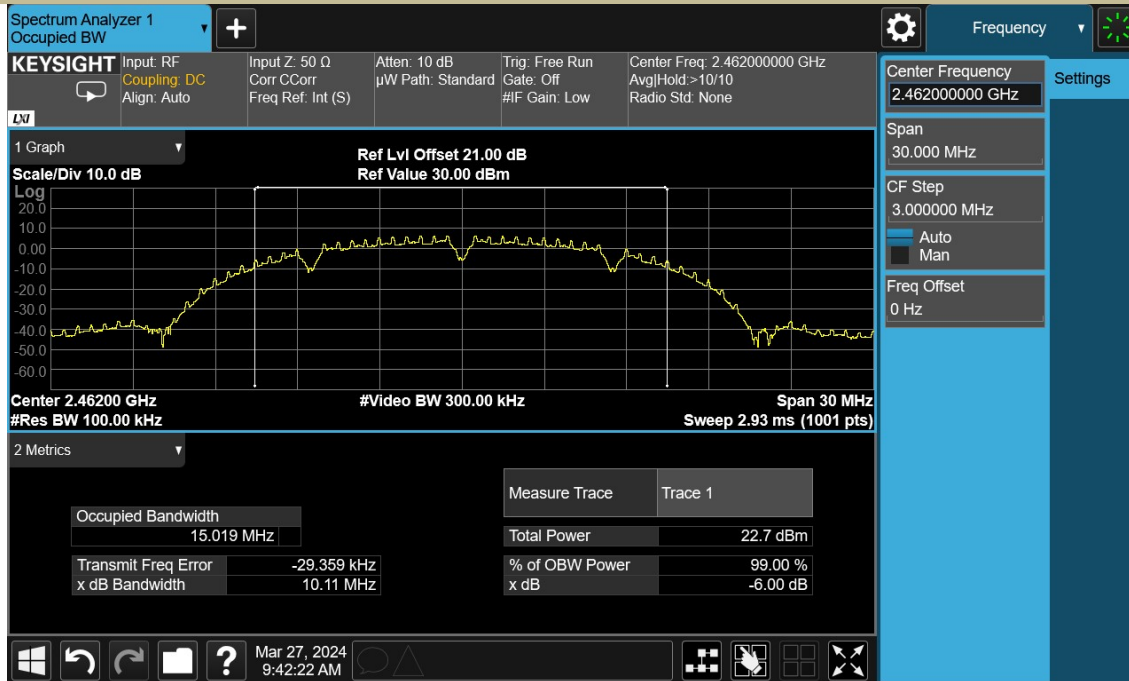 Spectrum Analyzer 1
Occupied BW
+
Frequency
KEYSIGHT
LXI
Input: RF
Coupling: DC
Align: Auto
Input Z: 50 Ω
Corr CCorr
Freq Ref: Int (S)
Atten: 10 dB
µW Path: Standard
Trig: Free Run
Gate: Off
#IF Gain: Low
Center Freq: 2.462000000 GHz
Avg|Hold:>10/10
Radio Std: None
Center Frequency
2.462000000 GHz
Settings
Span
30.000 MHz
CF Step
3.000000 MHz
Auto
Man
Freq Offset
0 Hz
1 Graph
Scale/Div 10.0 dB
Ref Lvl Offset 21.00 dB
Ref Value 30.00 dBm
Log
20.0
10.0
0.00
-10.0
-20.0
-30.0
-40.0
-50.0
-60.0
Center 2.46200 GHz
#Video BW 300.00 kHz
Span 30 MHz
#Res BW 100.00 kHz
Sweep 2.93 ms (1001 pts)
2 Metrics
Measure Trace
Trace 1
Occupied Bandwidth
15.019 MHz
Total Power
22.7 dBm
Transmit Freq Error
-29.359 kHz
% of OBW Power
99.00 %
x dB Bandwidth
10.11 MHz
x dB
-6.00 dB
?
Mar 27, 2024
9:42:22 AM